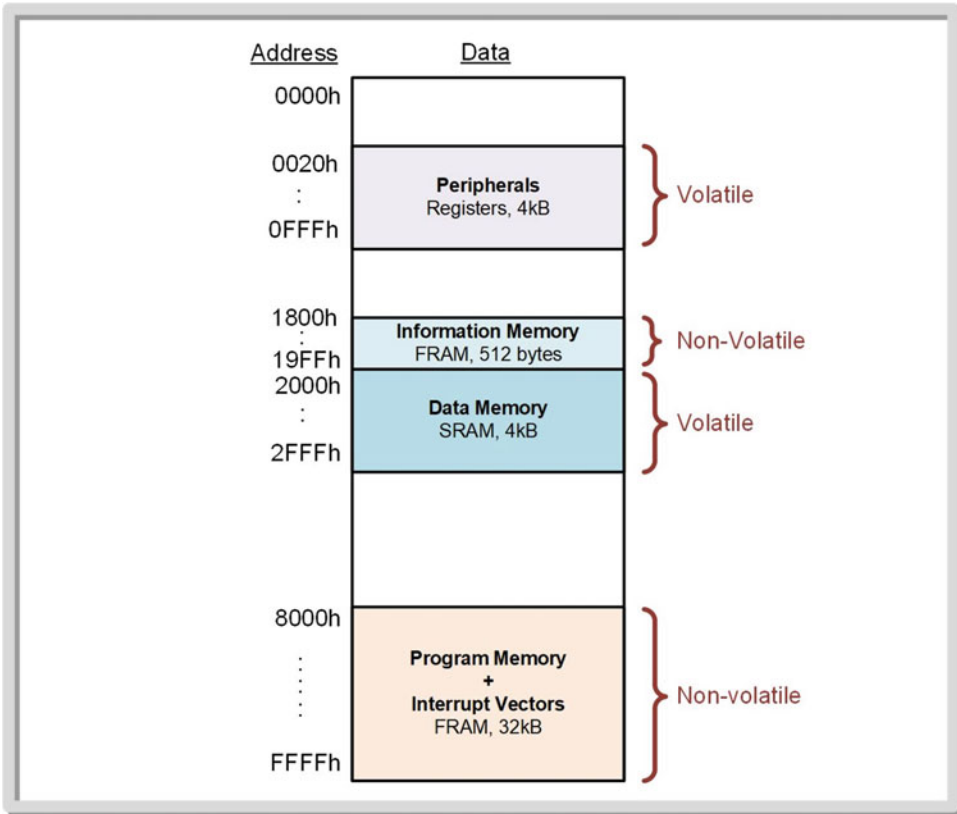 Address Data
0000h
0020h
:
0FFFh
Peripherals
Registers, 4kB
Volatile
1800h
:
19FFh
Information Memory
FRAM, 512 bytes
Non-Volatile
2000h
:
2FFFh
Data Memory
SRAM, 4kB
Volatile
8000h
FFFFh
Program Memory
+
Interrupt Vectors
FRAM, 32kB
Non-volatile